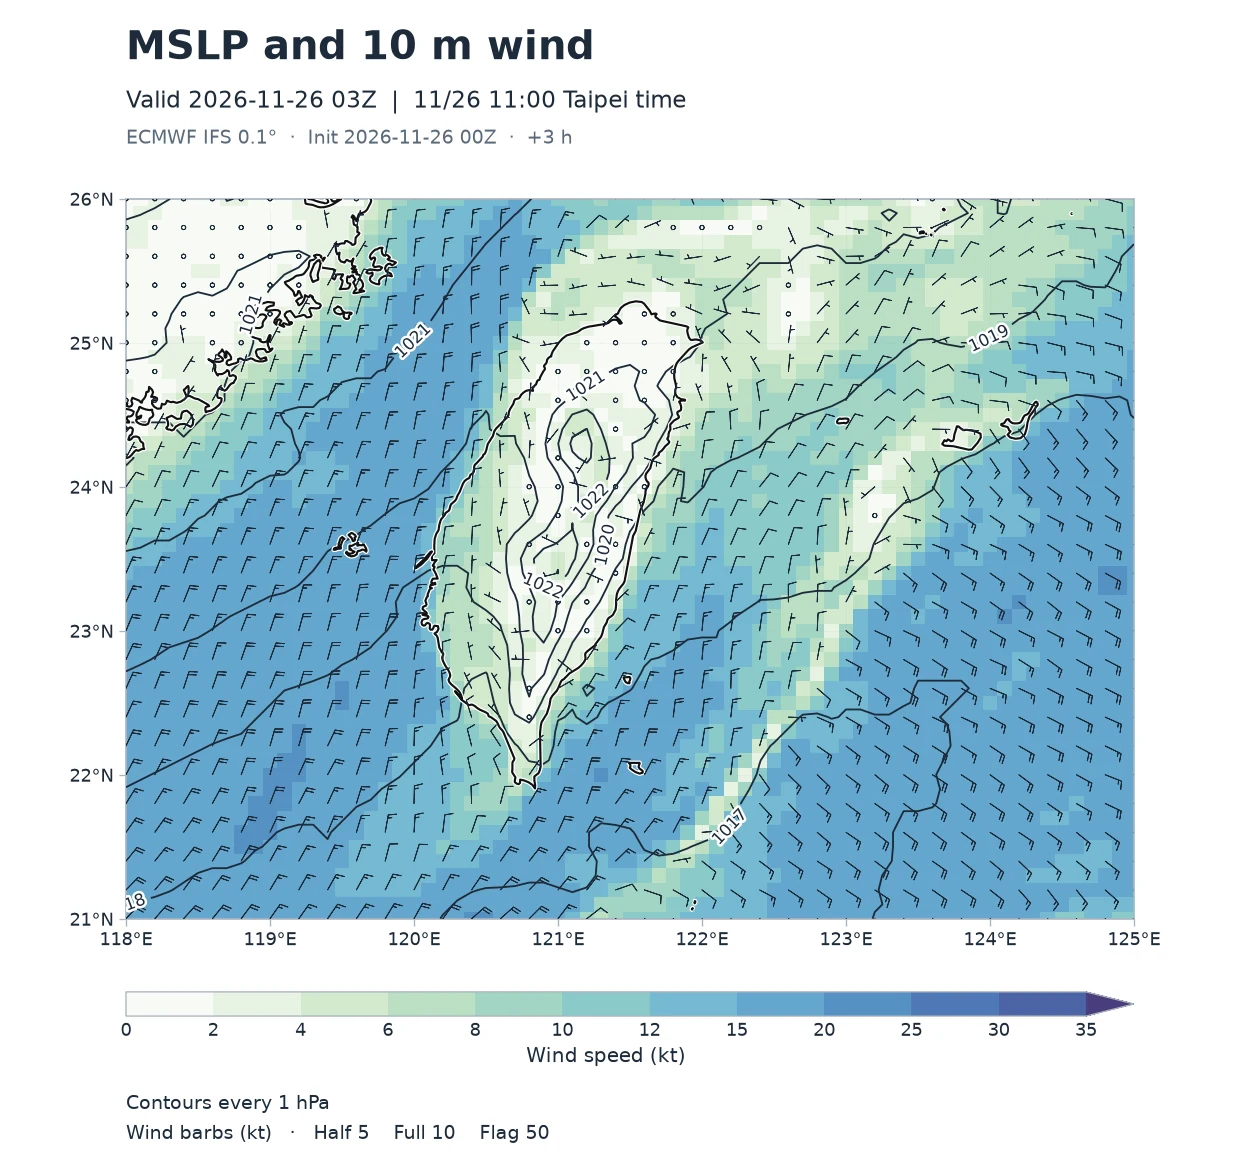 MSLP and 10 m wind
Valid 2026-11-26 03Z | 11/26 11:00 Taipei time
ECMWF IFS 0.1° · Init 2026-11-26 00Z · +3 h
26°N
25°N
24°N
23°N
22°N
21°N
1021
1021
1019
1021
1022
1020
1022
1017
18
118°E 119°E 120°E 121°E 122°E 123°E 124°E 125°E
0 2 4 6 8 10 12 15 20 25 30 35
Wind speed (kt)
Contours every 1 hPa
Wind barbs (kt) · Half 5 Full 10 Flag 50